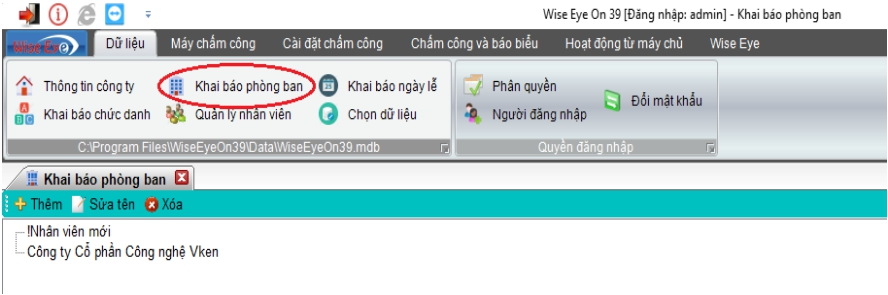 Wise Eye On 39 [Đăng nhập: admin] - Khai báo phòng ban
Wise Eye Dữ liệu Máy chấm công Cài đặt chấm công Chấm công và báo biểu Hoạt động từ máy chủ Wise Eye
Thông tin công ty Khai báo phòng ban Khai báo ngày lễ Phân quyền
Đổi mật khẩu
Khai báo chức danh Quản lý nhân viên Chọn dữ liệu Người đăng nhập
C:\Program Files\WiseEyeOn39\Data\WiseEyeOn39.mdb Quyền đăng nhập
Khai báo phòng ban
Thêm Sửa tên Xóa
!Nhân viên mới
Công ty Cổ phần Công nghệ Vken